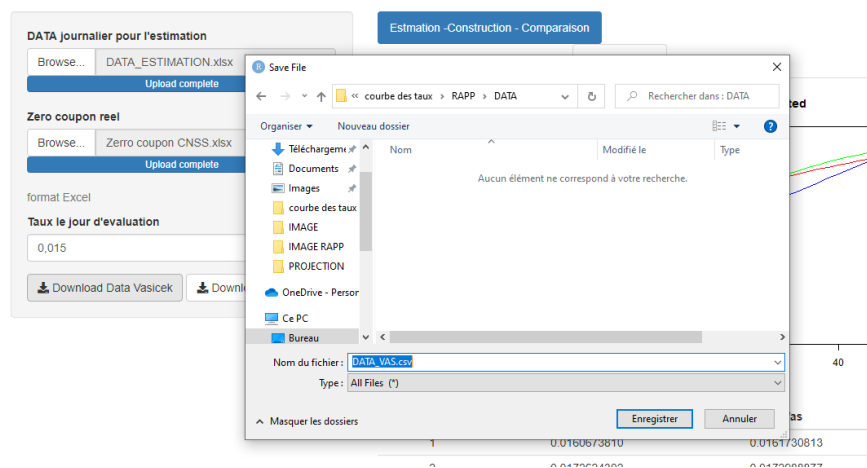 DATA journalier pour l'estimation
Browse... DATA_ESTIMATION.xlsx
Upload complete
Zero coupon reel
Browse... Zerro coupon CNSS.xlsx
Upload complete
format Excel
Taux le jour d'evaluation
0,015
Download Data Vasicek
Estmation -Construction - Comparaison
Save File
« courbe des taux › RAPP › DATA
Rechercher dans : DATA
Organiser
Nouveau dossier
Nom
Modifié le
Type
Aucun élément ne correspond à votre recherche.
Documents
Images
courbe des taux
IMAGE
IMAGE RAPP
PROJECTION
OneDrive - Person
Ce PC
Bureau
Nom du fichier : DATA_VAS.csv
Type : All Files (*)
Masquer les dossiers
Enregistrer
Annuler
40
1 0.0160673810 0.0161730813